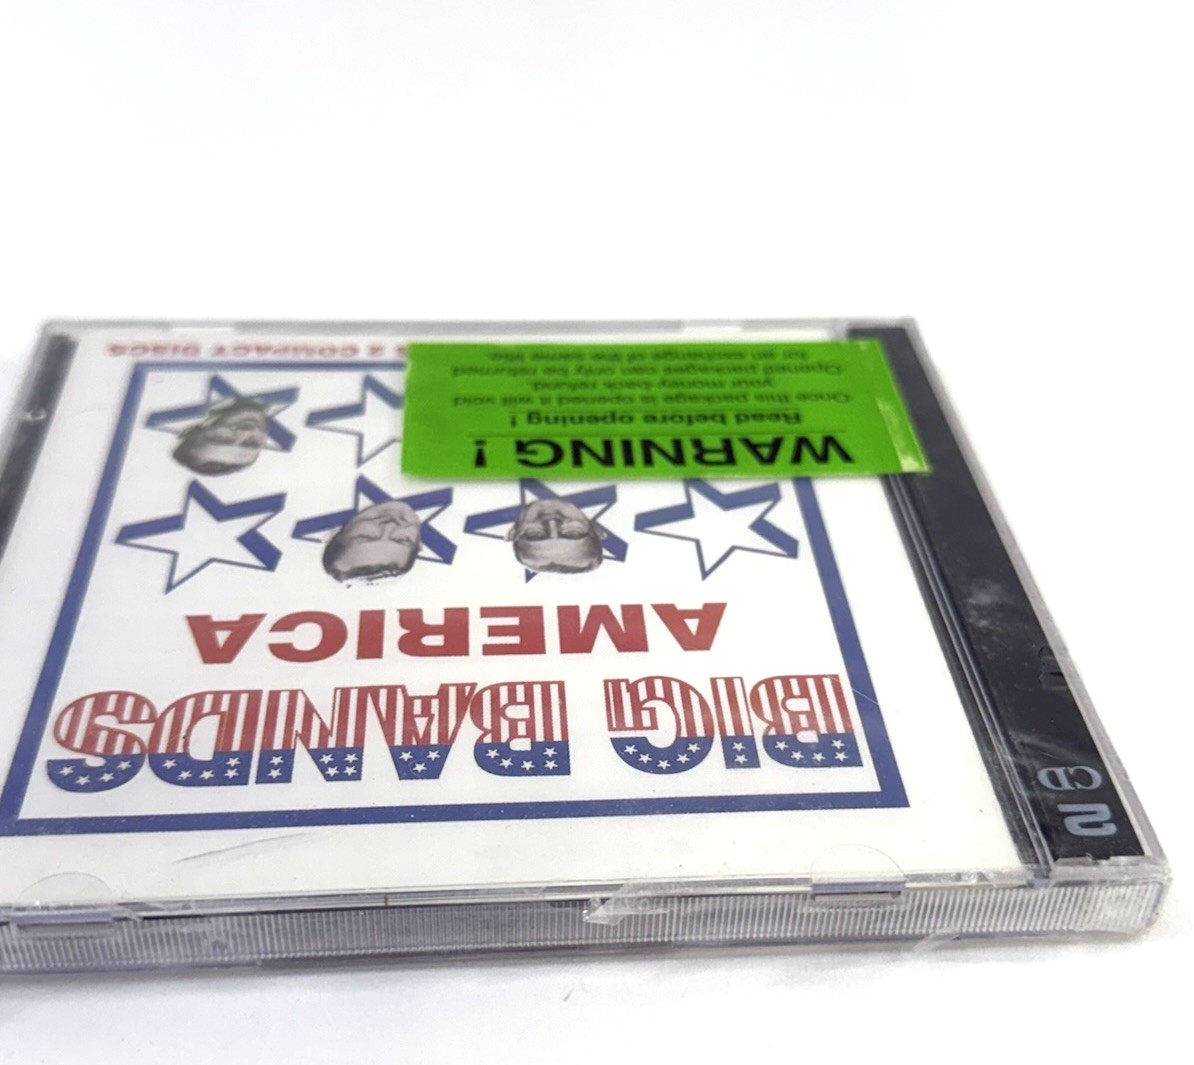 BIG BANDS
AMERICA
WARNING !
Read before opening !
Once this package is opened it will void
your money-back refund.
Opened packages can only be returned
for an exchange of the same title.
2 COMPACT DISCS
2
CD